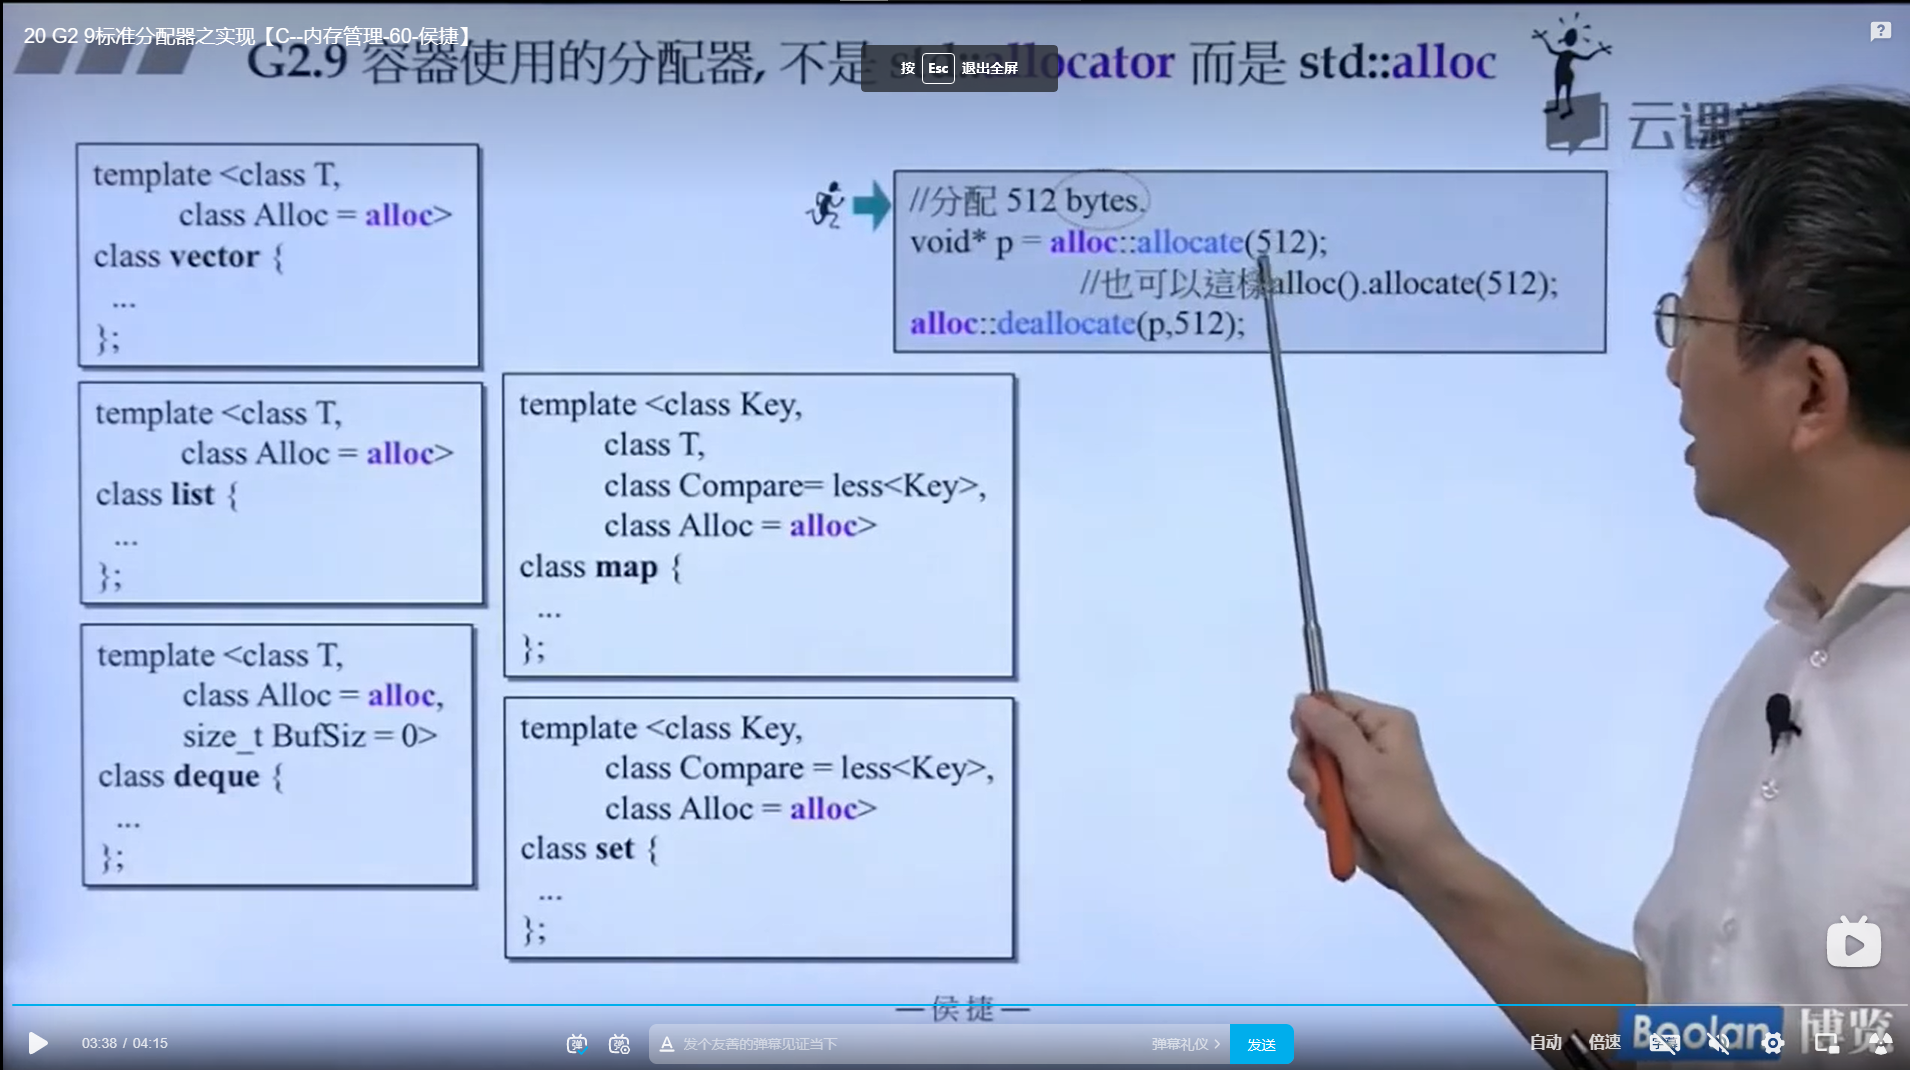 20 G2 9标准分配器之实现【C--内存管理-60-侯捷】
G2.9 容器使用的分配器, 不是 std::allocator 而是 std::alloc
按 Esc 退出全屏
云课堂
template <class T,
class Alloc = alloc>
class vector {
...
};
//分配 512 bytes.
void* p = alloc::allocate(512);
//也可以這樣alloc().allocate(512);
alloc::deallocate(p,512);
template <class T,
class Alloc = alloc>
class list {
...
};
template <class Key,
class T,
class Compare= less<Key>,
class Alloc = alloc>
class map {
...
};
template <class T,
class Alloc = alloc,
size_t BufSiz = 0>
class deque {
...
};
template <class Key,
class Compare = less<Key>,
class Alloc = alloc>
class set {
...
};
— 侯捷 —
03:38 / 04:15
弹
弹
A 发个友善的弹幕见证当下
弹幕礼仪 >
发送
自动
倍速
字幕
Boolan 博览